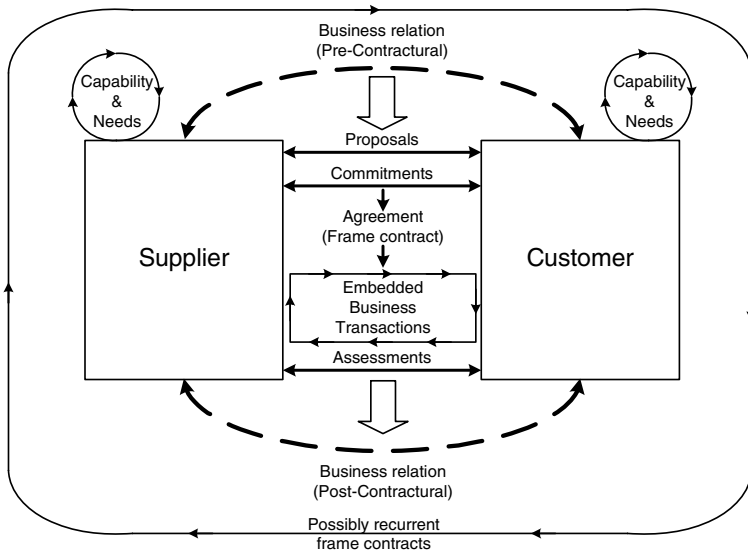 Business relation
(Pre-Contractural)
Capability
&
Needs
Capability
&
Needs
Proposals
Commitments
Agreement
(Frame contract)
Supplier
Customer
Embedded
Business
Transactions
Assessments
Business relation
(Post-Contractural)
Possibly recurrent
frame contracts